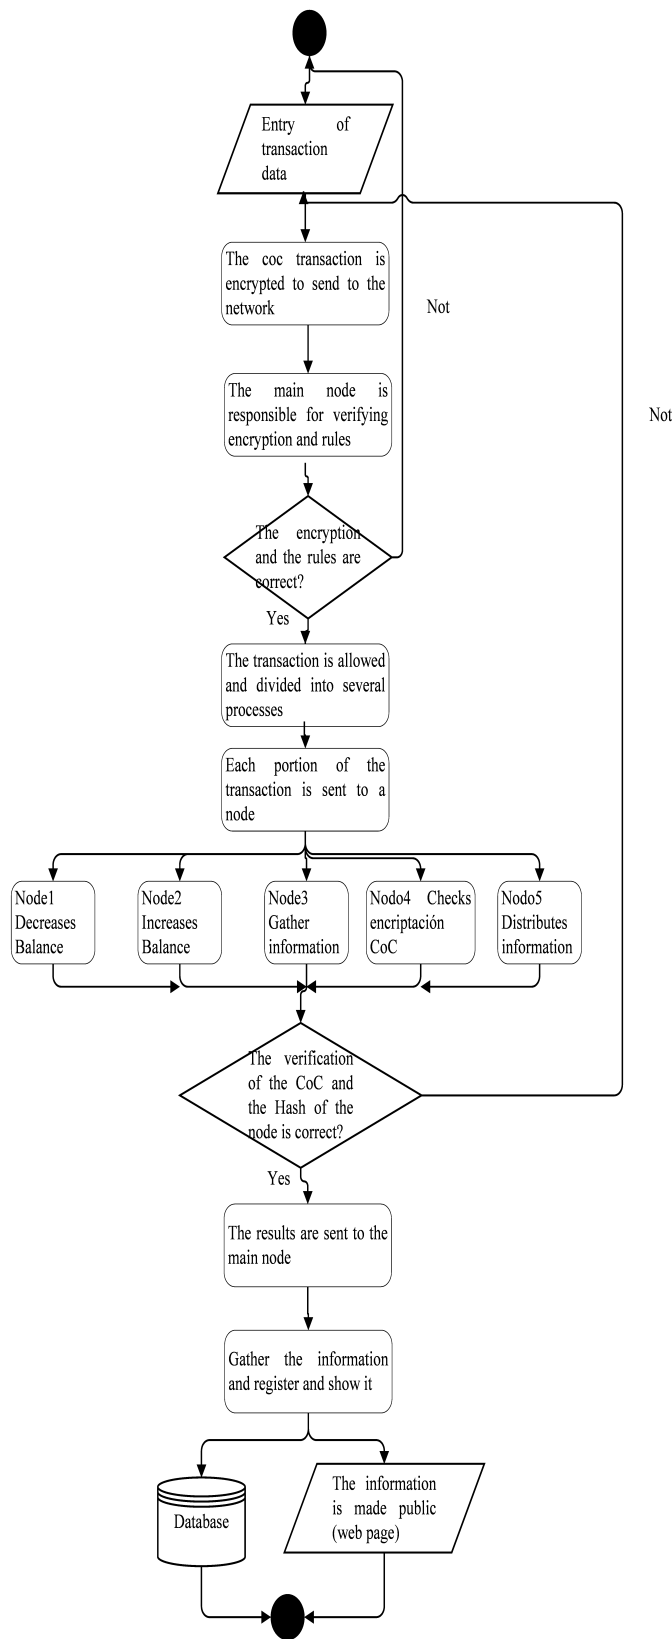 Entry of
transaction
data
The coc transaction is
encrypted to send to the
network
Not
The main node is
responsible for verifying
encryption and rules
Not
The encryption
and the rules are
correct?
Yes
The transaction is allowed
and divided into several
processes
Each portion of the
transaction is sent to a
node
Node1
Decreases
Balance
Node2
Increases
Balance
Node3
Gather
information
Nodo4 Checks
encriptación
CoC
Nodo5
Distributes
information
The verification
of the CoC and
the Hash of the
node is correct?
Yes
The results are sent to the
main node
Gather the information
and register and show it
Database
The information
is made public
(web page)